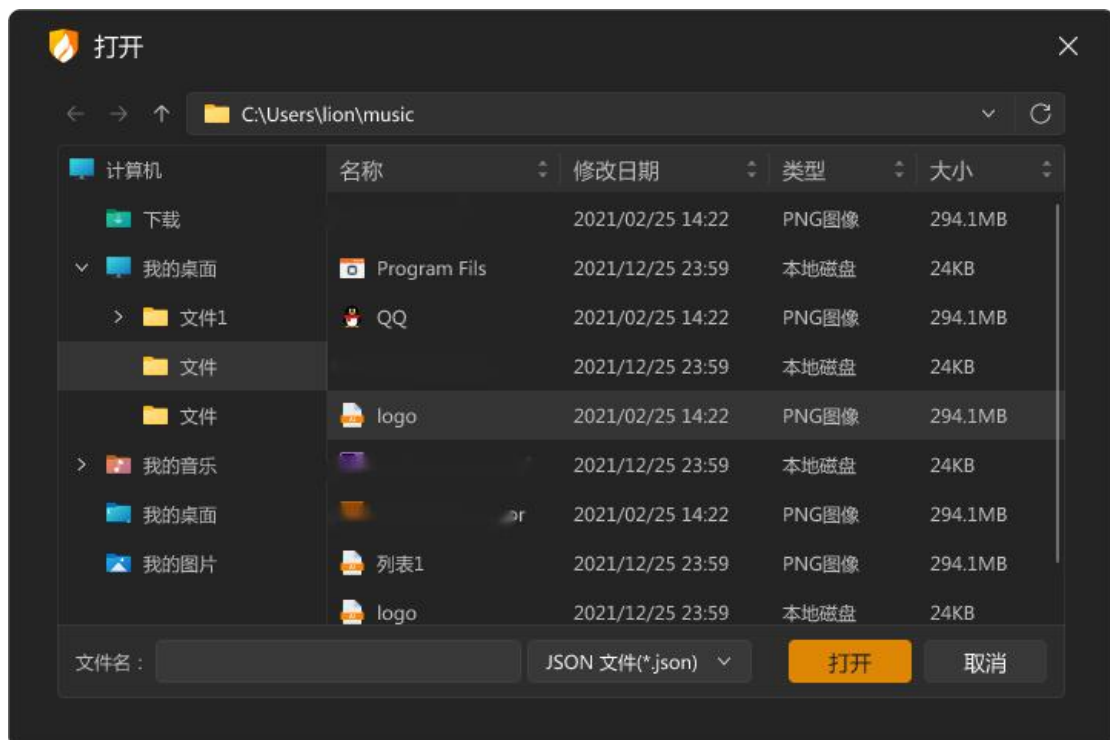 打开
C:\Users\lion\music
计算机 名称 修改日期 类型 大小
下载 2021/02/25 14:22 PNG图像 294.1MB
我的桌面 Program Fils 2021/12/25 23:59 本地磁盘 24KB
文件1 QQ 2021/02/25 14:22 PNG图像 294.1MB
文件 2021/12/25 23:59 本地磁盘 24KB
文件 logo 2021/02/25 14:22 PNG图像 294.1MB
我的音乐 2021/12/25 23:59 本地磁盘 24KB
我的桌面 or 2021/02/25 14:22 PNG图像 294.1MB
我的图片 列表1 2021/12/25 23:59 PNG图像 294.1MB
logo 2021/12/25 23:59 本地磁盘 24KB
文件名: JSON 文件(*.json) 打开 取消